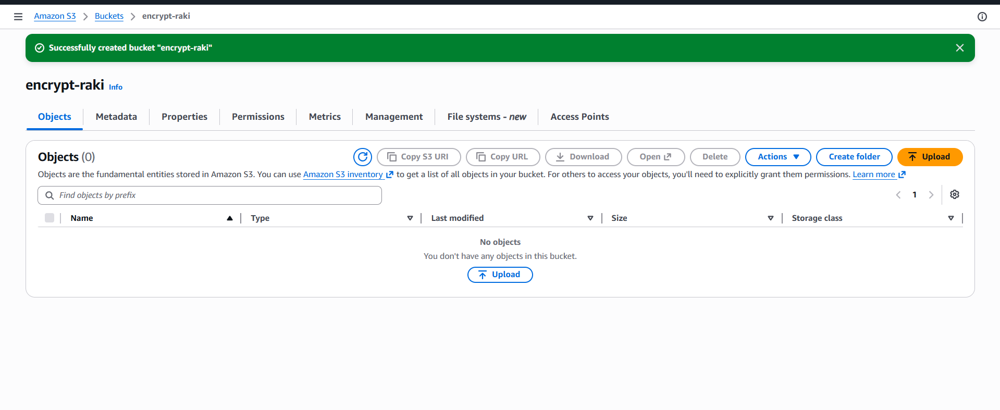 Amazon S3 Buckets encrypt-raki
Successfully created bucket "encrypt-raki"
encrypt-raki Info
Objects Metadata Properties Permissions Metrics Management File systems - new Access Points
Objects (0) Copy S3 URI Copy URL Download Open Delete Actions Create folder Upload
Objects are the fundamental entities stored in Amazon S3. You can use Amazon S3 inventory to get a list of all objects in your bucket. For others to access your objects, you'll need to explicitly grant them permissions. Learn more
Find objects by prefix 1
Name Type Last modified Size Storage class
No objects
You don't have any objects in this bucket.
Upload